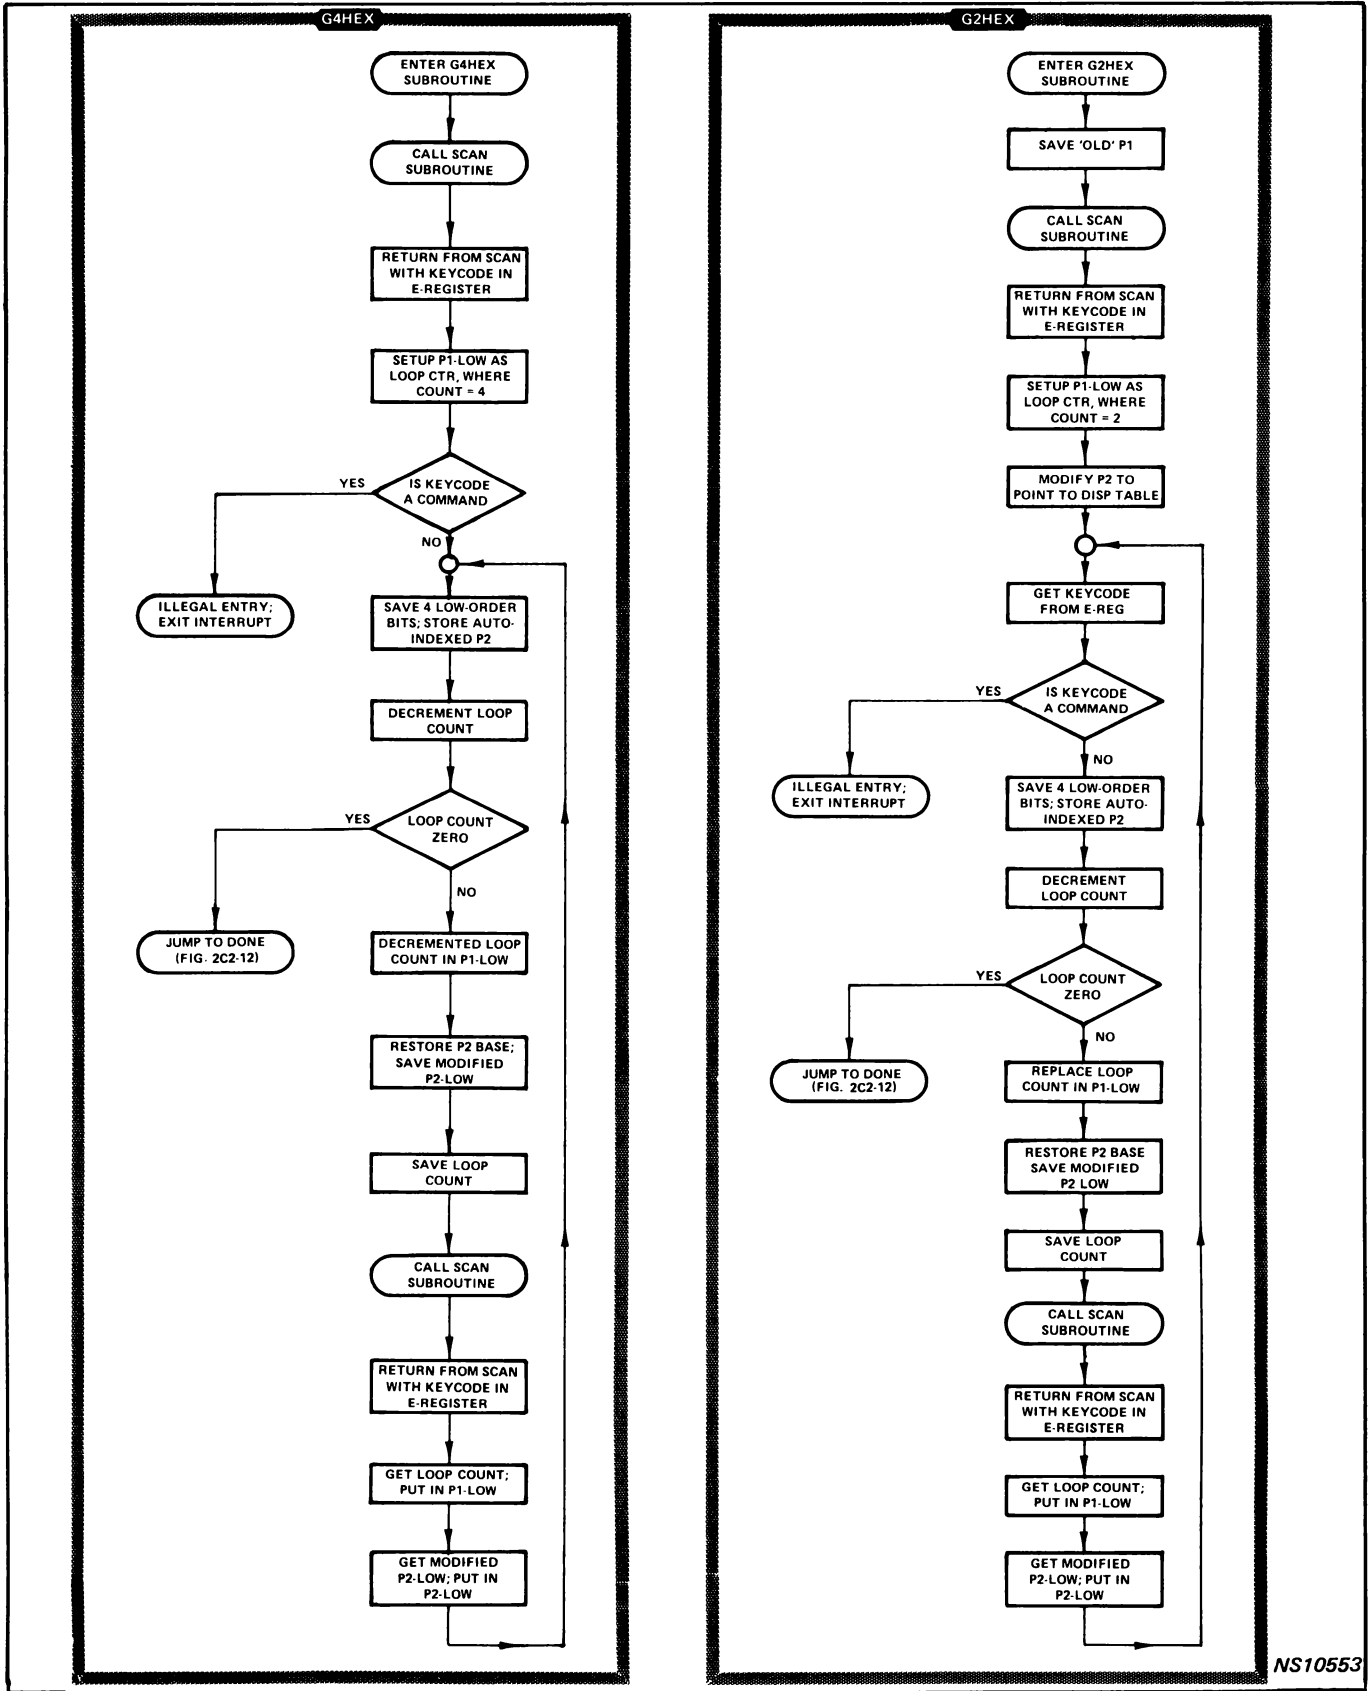 G4HEX
ENTER G4HEX
SUBROUTINE
CALL SCAN
SUBROUTINE
RETURN FROM SCAN
WITH KEYCODE IN
E-REGISTER
SETUP P1-LOW AS
LOOP CTR, WHERE
COUNT = 4
YES
IS KEYCODE
A COMMAND
NO
ILLEGAL ENTRY;
EXIT INTERRUPT
SAVE 4 LOW-ORDER
BITS; STORE AUTO-
INDEXED P2
DECREMENT LOOP
COUNT
YES
LOOP COUNT
ZERO
NO
JUMP TO DONE
(FIG. 2C2-12)
DECREMENTED LOOP
COUNT IN P1-LOW
RESTORE P2 BASE;
SAVE MODIFIED
P2-LOW
SAVE LOOP
COUNT
CALL SCAN
SUBROUTINE
RETURN FROM SCAN
WITH KEYCODE IN
E-REGISTER
GET LOOP COUNT;
PUT IN P1-LOW
GET MODIFIED
P2-LOW; PUT IN
P2-LOW
G2HEX
ENTER G2HEX
SUBROUTINE
SAVE 'OLD' P1
CALL SCAN
SUBROUTINE
RETURN FROM SCAN
WITH KEYCODE IN
E-REGISTER
SETUP P1-LOW AS
LOOP CTR, WHERE
COUNT = 2
MODIFY P2 TO
POINT TO DISP TABLE
GET KEYCODE
FROM E-REG
YES
IS KEYCODE
A COMMAND
NO
ILLEGAL ENTRY;
EXIT INTERRUPT
SAVE 4 LOW-ORDER
BITS; STORE AUTO-
INDEXED P2
DECREMENT
LOOP COUNT
YES
LOOP COUNT
ZERO
NO
JUMP TO DONE
(FIG. 2C2-12)
REPLACE LOOP
COUNT IN P1-LOW
RESTORE P2 BASE
SAVE MODIFIED
P2 LOW
SAVE LOOP
COUNT
CALL SCAN
SUBROUTINE
RETURN FROM SCAN
WITH KEYCODE IN
E-REGISTER
GET LOOP COUNT;
PUT IN P1-LOW
GET MODIFIED
P2-LOW; PUT IN
P2-LOW
NS10553